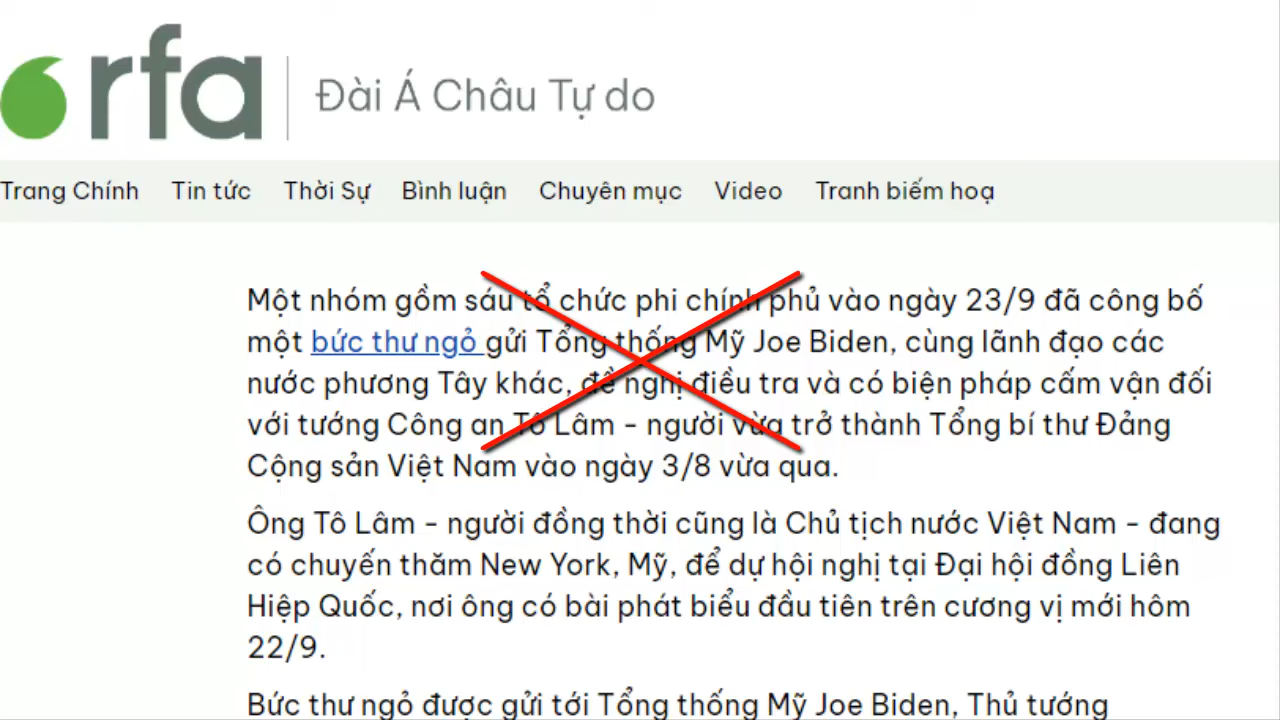 rfa
Đài Á Châu Tự do
Trang Chính Tin tức Thời Sự Bình luận Chuyên mục Video Tranh biếm hoạ
Một nhóm gồm sáu tổ chức phi chính phủ vào ngày 23/9 đã công bố
một bức thư ngỏ gửi Tổng thống Mỹ Joe Biden, cùng lãnh đạo các
nước phương Tây khác, đề nghị điều tra và có biện pháp cấm vận đối
với tướng Công an Tô Lâm - người vừa trở thành Tổng bí thư Đảng
Cộng sản Việt Nam vào ngày 3/8 vừa qua.
Ông Tô Lâm - người đồng thời cũng là Chủ tịch nước Việt Nam - đang
có chuyến thăm New York, Mỹ, để dự hội nghị tại Đại hội đồng Liên
Hiệp Quốc, nơi ông có bài phát biểu đầu tiên trên cương vị mới hôm
22/9.
Bức thư ngỏ được gửi tới Tổng thống Mỹ Joe Biden, Thủ tướng